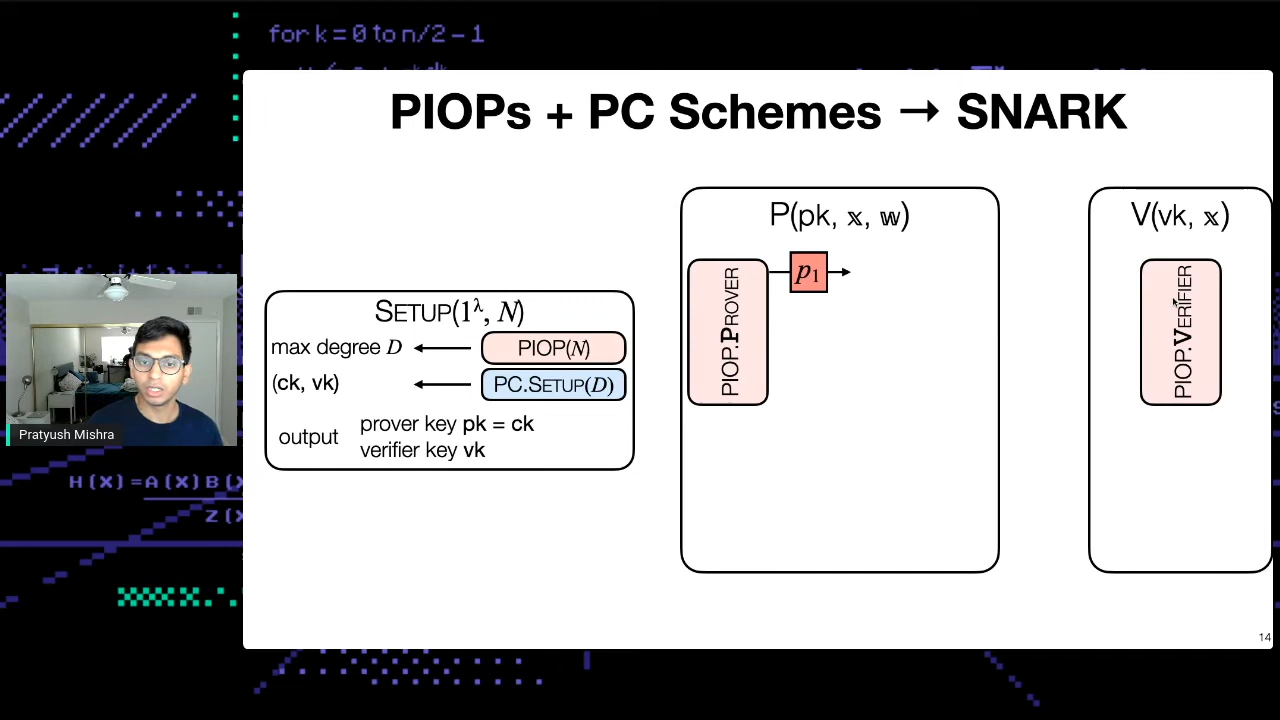 for k = 0 to n/2 - 1
PIOPs + PC Schemes → SNARK
SETUP(1^λ, N)
max degree D ← PIOP(N)
(ck, vk) ← PC.SETUP(D)
output
prover key pk = ck
verifier key vk
P(pk, 𝕩, 𝕨)
PIOP.PROVER
p₁
V(vk, 𝕩)
PIOP.VERIFIER
Pratyush Mishra
H(X)=A(X)B(X
Z(X
14